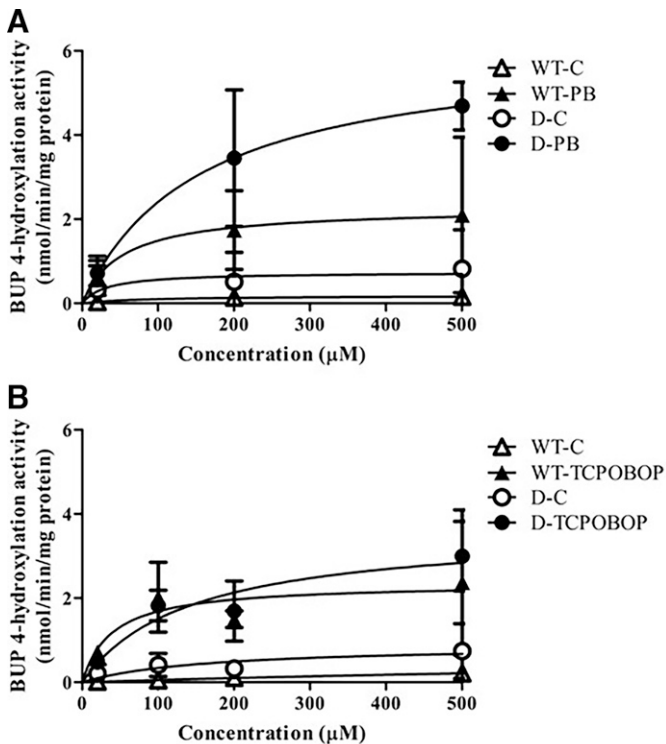 A
BUP 4-hydroxylation activity
(nmol/min/mg protein)
6
4
2
0
0
100
200
300
400
500
Concentration (μM)
WT-C
WT-PB
D-C
D-PB
B
BUP 4-hydroxylation activity
(nmol/min/mg protein)
6
4
2
0
0
100
200
300
400
500
Concentration (μM)
WT-C
WT-TCPOBOP
D-C
D-TCPOBOP